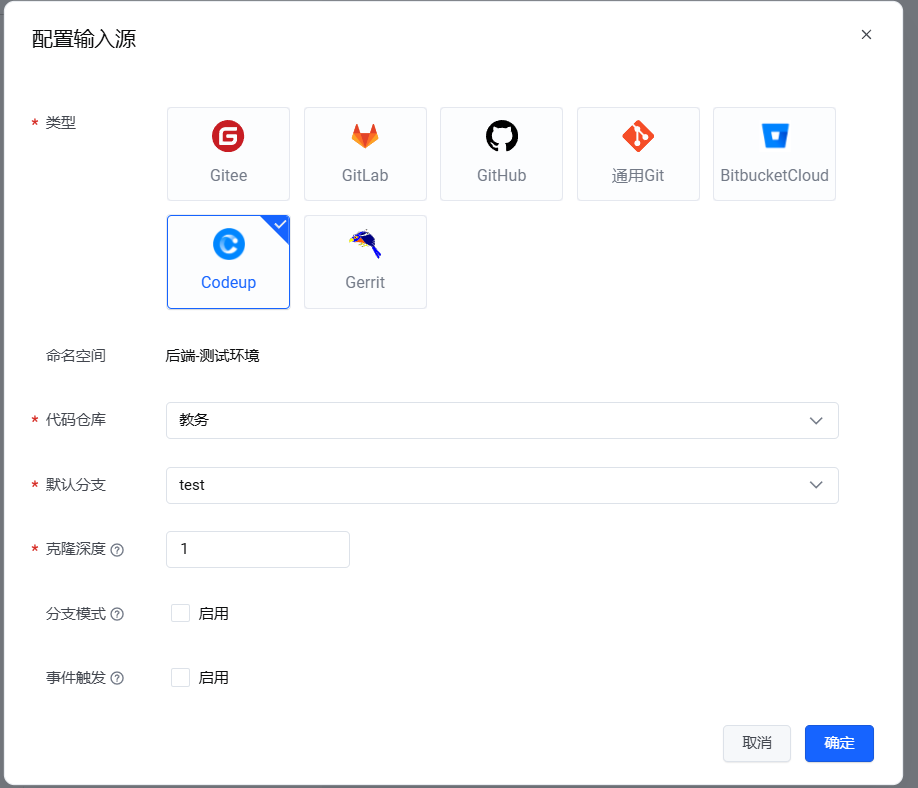 配置输入源
* 类型
Gitee
GitLab
GitHub
通用Git
BitbucketCloud
Codeup
Gerrit
命名空间 后端-测试环境
* 代码仓库 教务
* 默认分支 test
* 克隆深度 1
分支模式 启用
事件触发 启用
取消 确定